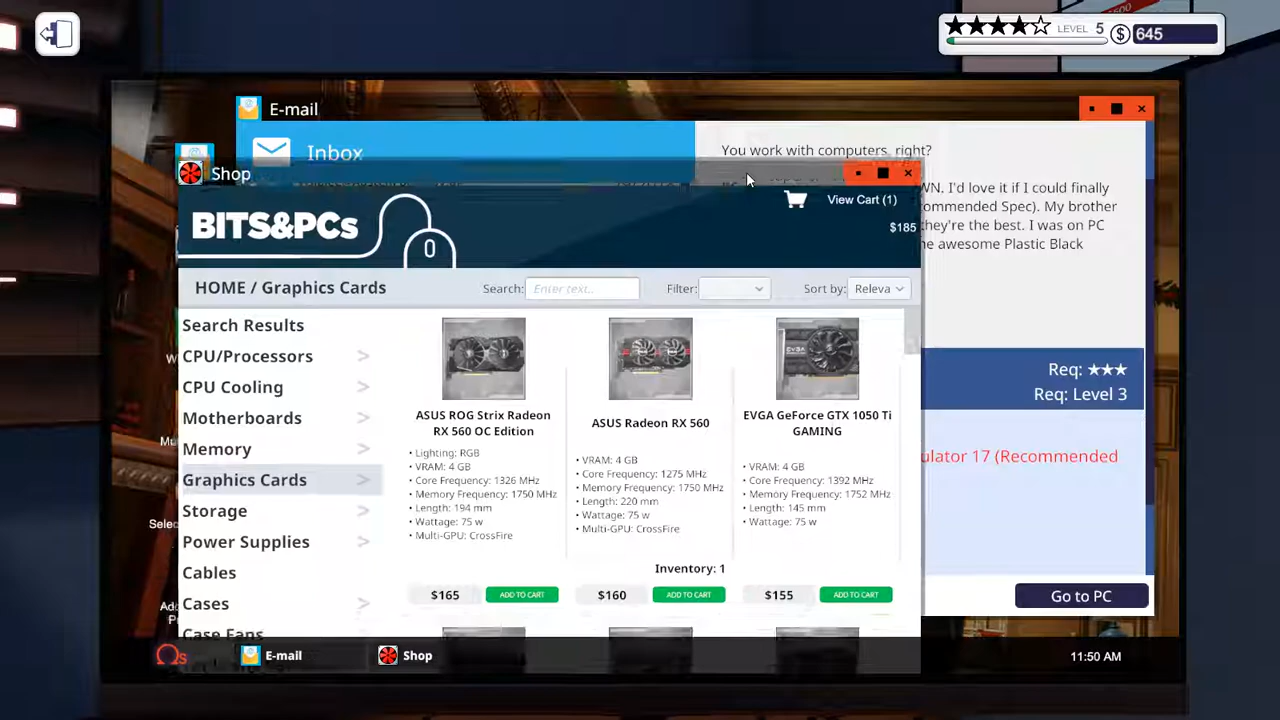 LEVEL 5 $ 645
E-mail
Inbox
You work with computers, right?
Shop
WN. I'd love it if I could finally
ommended Spec). My brother
they're the best. I was on PC
e awesome Plastic Black
BITS&PCs
View Cart (1)
$185
HOME / Graphics Cards
Search: Enter text..
Filter:
Sort by: Releva
Search Results
CPU/Processors >
CPU Cooling >
Motherboards >
Memory >
Graphics Cards >
Storage >
Power Supplies >
Cables
Cases >
Case Fans
ASUS ROG Strix Radeon
RX 560 OC Edition
• Lighting: RGB
• VRAM: 4 GB
• Core Frequency: 1326 MHz
• Memory Frequency: 1750 MHz
• Length: 194 mm
• Wattage: 75 w
• Multi-GPU: CrossFire
$165 ADD TO CART
ASUS Radeon RX 560
• VRAM: 4 GB
• Core Frequency: 1275 MHz
• Memory Frequency: 1750 MHz
• Length: 220 mm
• Wattage: 75 w
• Multi-GPU: CrossFire
Inventory: 1
$160 ADD TO CART
EVGA GeForce GTX 1050 Ti
GAMING
• VRAM: 4 GB
• Core Frequency: 1392 MHz
• Memory Frequency: 1752 MHz
• Length: 145 mm
• Wattage: 75 w
$155 ADD TO CART
Req: ★★★
Req: Level 3
ulator 17 (Recommended
Go to PC
Ωs
E-mail
Shop
11:50 AM